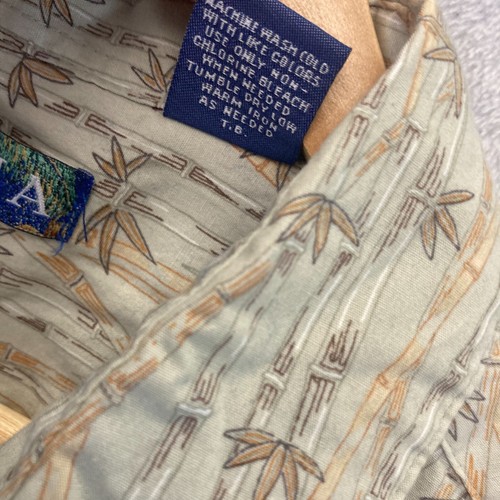 MACHINE WASH COLD
WITH LIKE COLORS
USE ONLY NON-
CHLORINE BLEACH
WHEN NEEDED
TUMBLE DRY LOW
WARM IRON
AS NEEDED
T.B.
I A